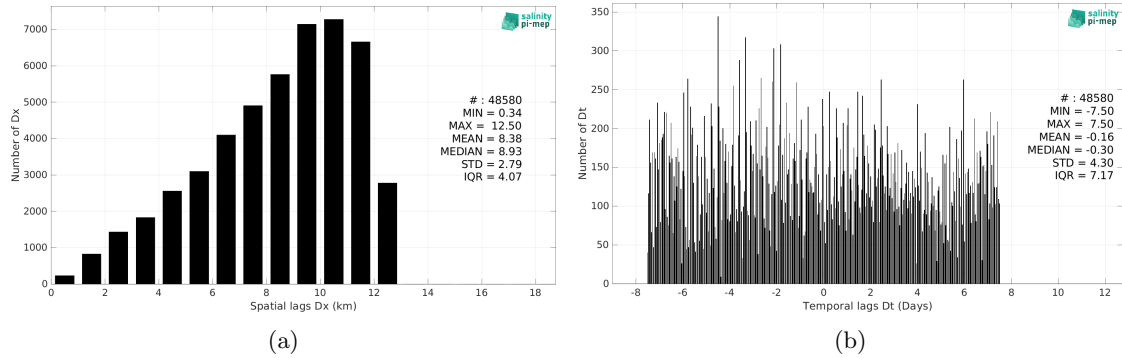 7000
6000
5000
4000
3000
2000
1000
0
Number of Dx
salinity
pi-mep
# : 48580
MIN = 0.34
MAX = 12.50
MEAN = 8.38
MEDIAN = 8.93
STD = 2.79
IQR = 4.07
0 2 4 6 8 10 12 14 16 18
Spatial lags Dx (km)
(a)
350
300
250
200
150
100
50
0
Number of Dt
salinity
pi-mep
# : 48580
MIN = -7.50
MAX = 7.50
MEAN = -0.16
MEDIAN = -0.30
STD = 4.30
IQR = 7.17
-8 -6 -4 -2 0 2 4 6 8 10 12
Temporal lags Dt (Days)
(b)